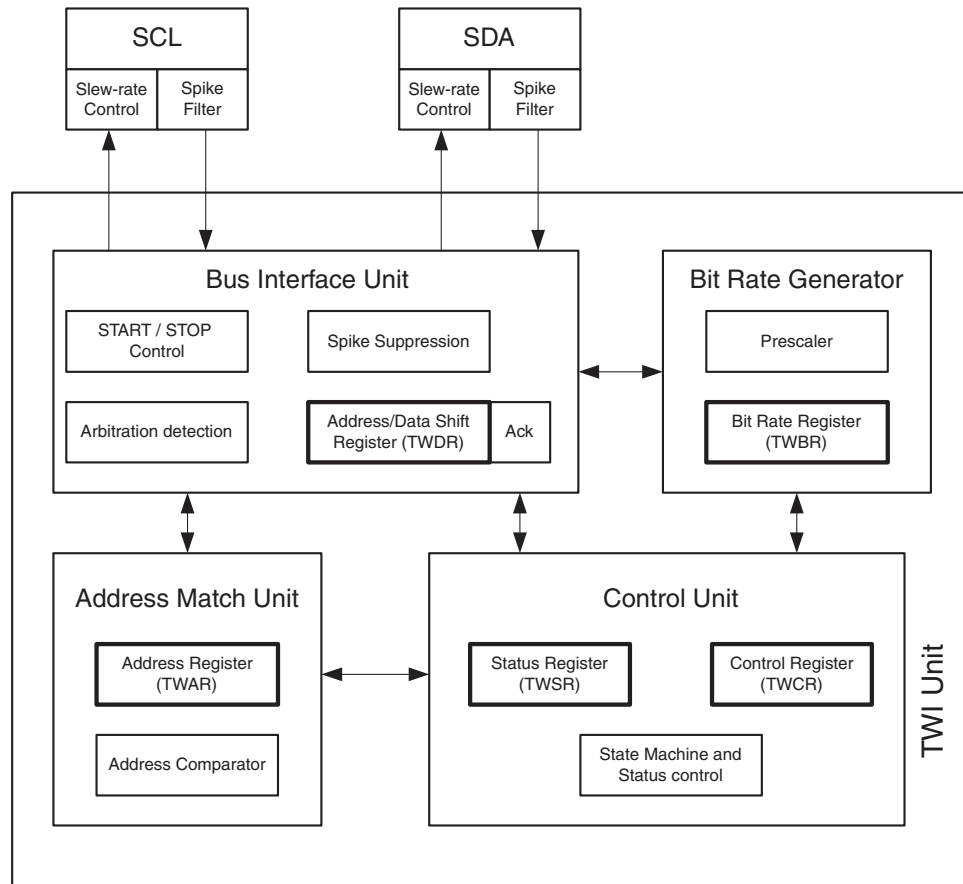 SCL
Slew-rate
Control
Spike
Filter
SDA
Slew-rate
Control
Spike
Filter
Bus Interface Unit
START / STOP
Control
Spike Suppression
Arbitration detection
Address/Data Shift
Register (TWDR)
Ack
Bit Rate Generator
Prescaler
Bit Rate Register
(TWBR)
Address Match Unit
Address Register
(TWAR)
Address Comparator
Control Unit
Status Register
(TWSR)
Control Register
(TWCR)
State Machine and
Status control
TWI Unit